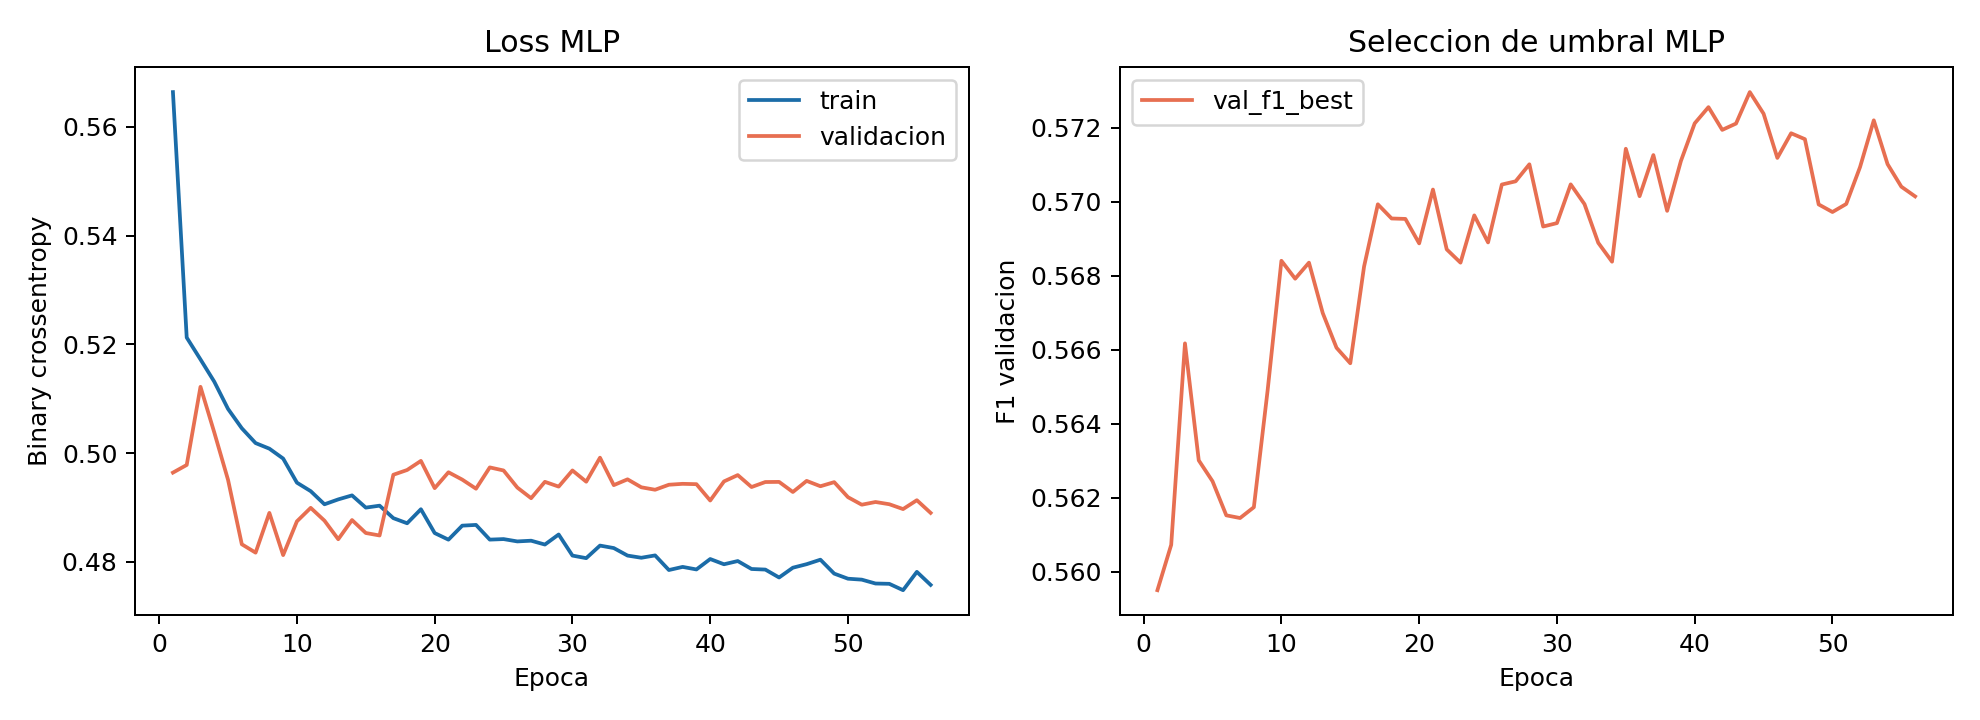 Loss MLP
train
validacion
Binary crossentropy
0.56
0.54
0.52
0.50
0.48
0
10
20
30
40
50
Epoca
Seleccion de umbral MLP
val_f1_best
F1 validacion
0.572
0.570
0.568
0.566
0.564
0.562
0.560
0
10
20
30
40
50
Epoca